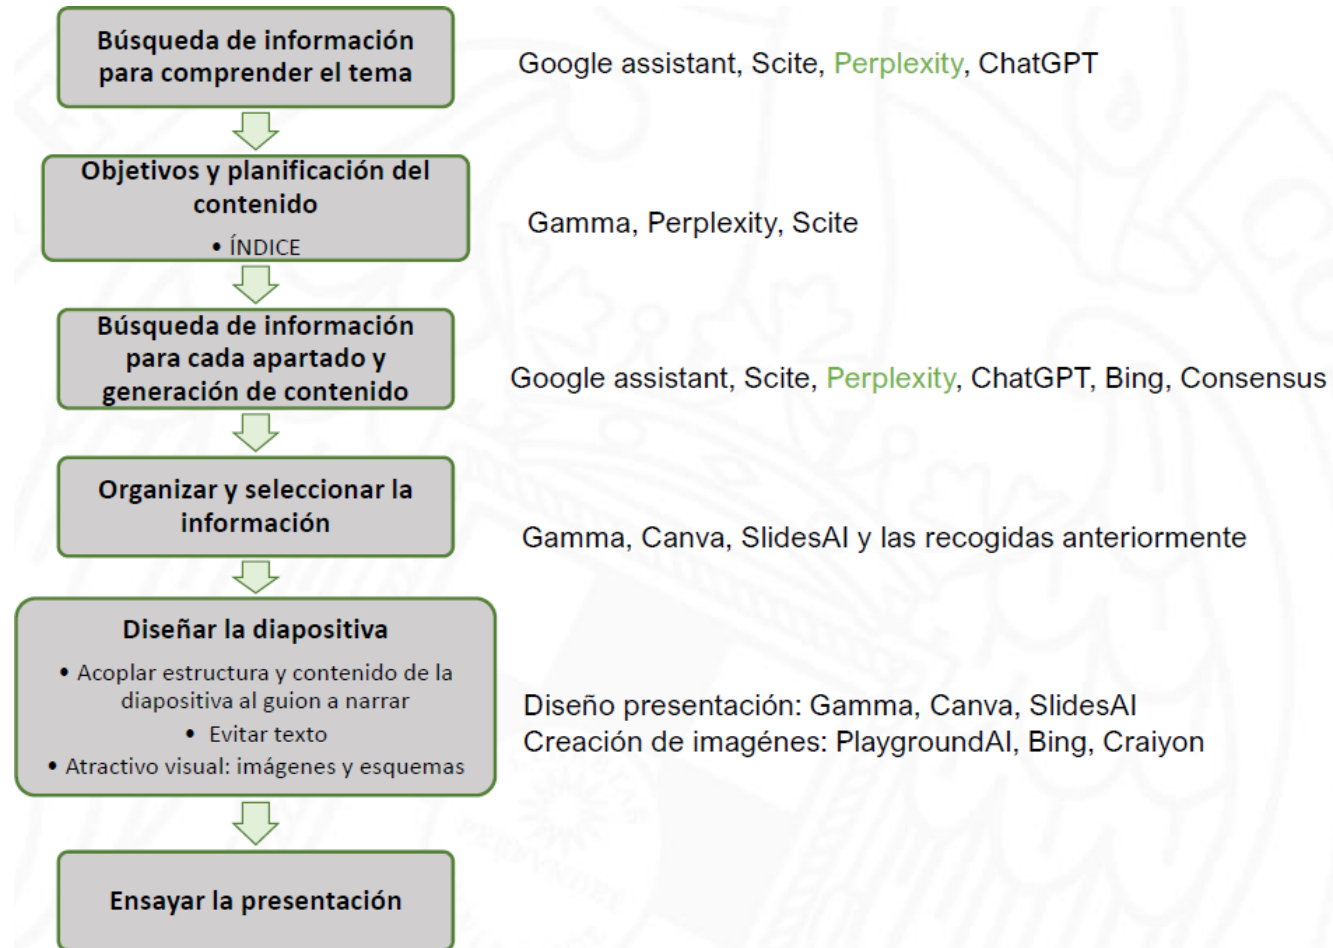 Búsqueda de información
para comprender el tema
Google assistant, Scite, Perplexity, ChatGPT
Objetivos y planificación del
contenido
• ÍNDICE
Gamma, Perplexity, Scite
Búsqueda de información
para cada apartado y
generación de contenido
Google assistant, Scite, Perplexity, ChatGPT, Bing, Consensus
Organizar y seleccionar la
información
Gamma, Canva, SlidesAI y las recogidas anteriormente
Diseñar la diapositiva
• Acoplar estructura y contenido de la
diapositiva al guion a narrar
• Evitar texto
• Atractivo visual: imágenes y esquemas
Diseño presentación: Gamma, Canva, SlidesAI
Creación de imagénes: PlaygroundAI, Bing, Craiyon
Ensayar la presentación